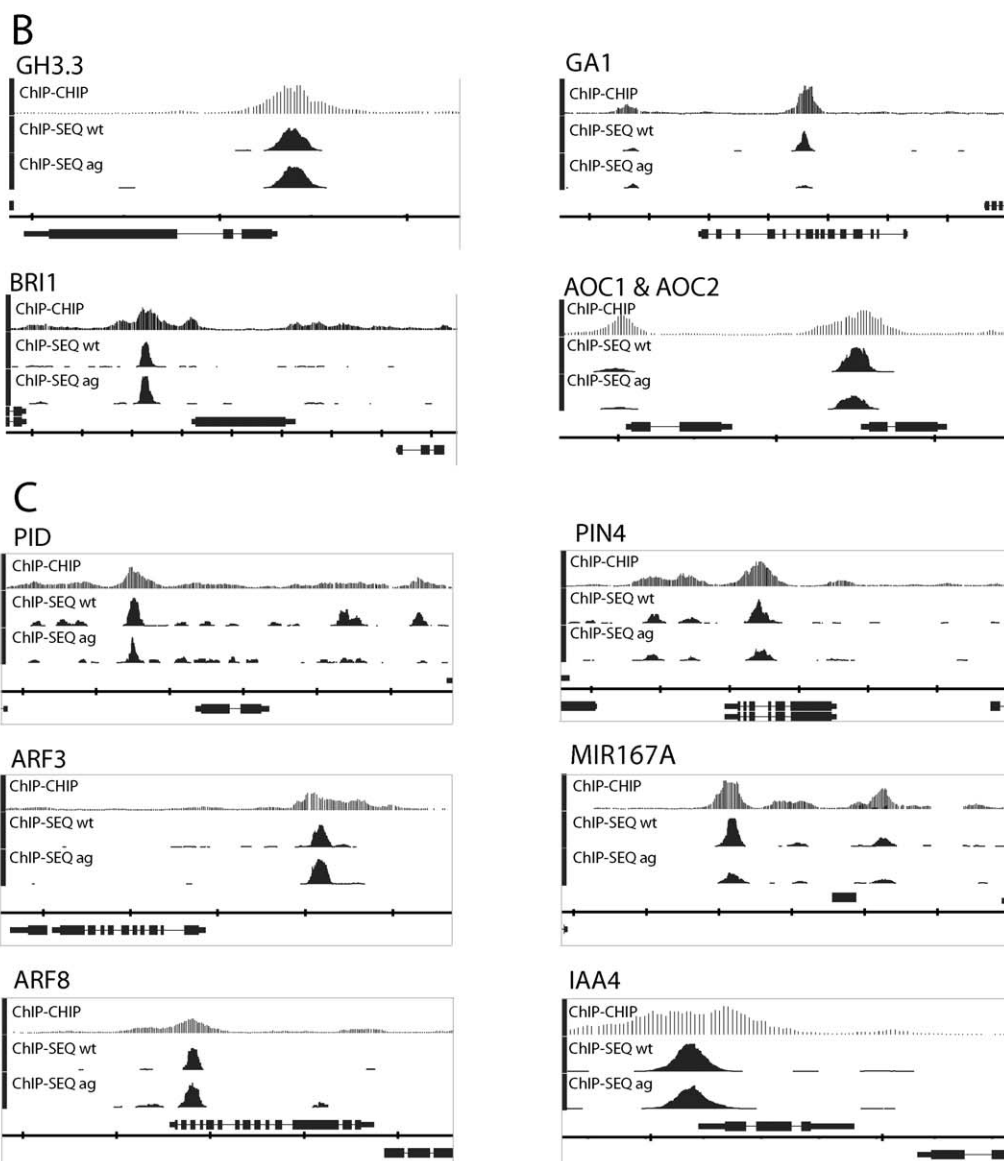 B
GH3.3
ChIP-CHIP
ChIP-SEQ wt
ChIP-SEQ ag
GA1
ChIP-CHIP
ChIP-SEQ wt
ChIP-SEQ ag
BRI1
ChIP-CHIP
ChIP-SEQ wt
ChIP-SEQ ag
AOC1 & AOC2
ChIP-CHIP
ChIP-SEQ wt
ChIP-SEQ ag
C
PID
ChIP-CHIP
ChIP-SEQ wt
ChIP-SEQ ag
PIN4
ChIP-CHIP
ChIP-SEQ wt
ChIP-SEQ ag
ARF3
ChIP-CHIP
ChIP-SEQ wt
ChIP-SEQ ag
MIR167A
ChIP-CHIP
ChIP-SEQ wt
ChIP-SEQ ag
ARF8
ChIP-CHIP
ChIP-SEQ wt
ChIP-SEQ ag
IAA4
ChIP-CHIP
ChIP-SEQ wt
ChIP-SEQ ag